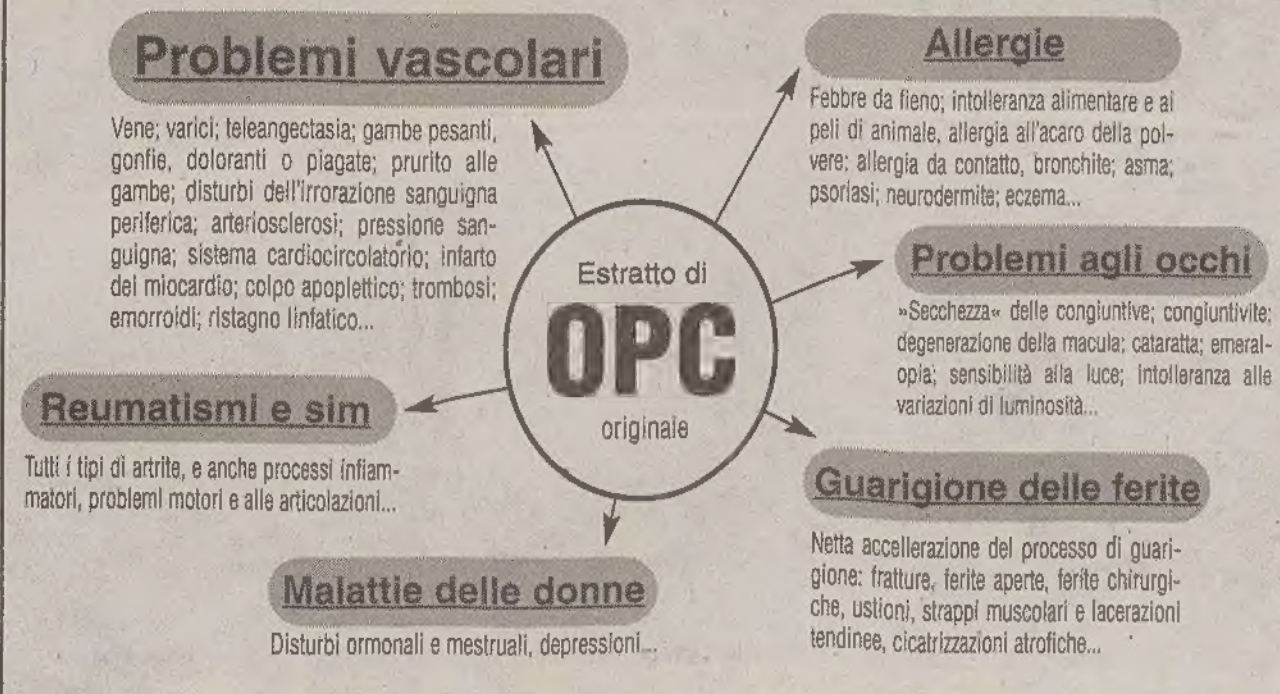 Problemi vascolari
Vene; varici; teleangectasia; gambe pesanti,
gonfie, doloranti o piagate; prurito alle
gambe; disturbi dell'irrorazione sanguigna
periferica; arteriosclerosi; pressione san-
guigna; sistema cardiocircolatorio; infarto
del miocardio; colpo apoplettico; trombosi;
emorroidi; ristagno linfatico...
Allergie
Febbre da fieno; intolleranza alimentare e ai
peli di animale, allergia all'acaro della pol-
vere; allergia da contatto, bronchite; asma;
psoriasi; neurodermite; eczema...
Estratto di
OPC
originale
Problemi agli occhi
»Secchezza« delle congiuntive; congiuntivite;
degenerazione della macula; cataratta; emeral-
opia; sensibilità alla luce; intolleranza alle
variazioni di luminosità...
Reumatismi e sim
Tutti i tipi di artrite, e anche processi infiam-
matori, problemi motori e alle articolazioni...
Guarigione delle ferite
Netta accellerazione del processo di guari-
gione: fratture, ferite aperte, ferite chirurgi-
che, ustioni, strappi muscolari e lacerazioni
tendinee, cicatrizzazioni atrofiche...
Malattie delle donne
Disturbi ormonali e mestruali, depressioni...